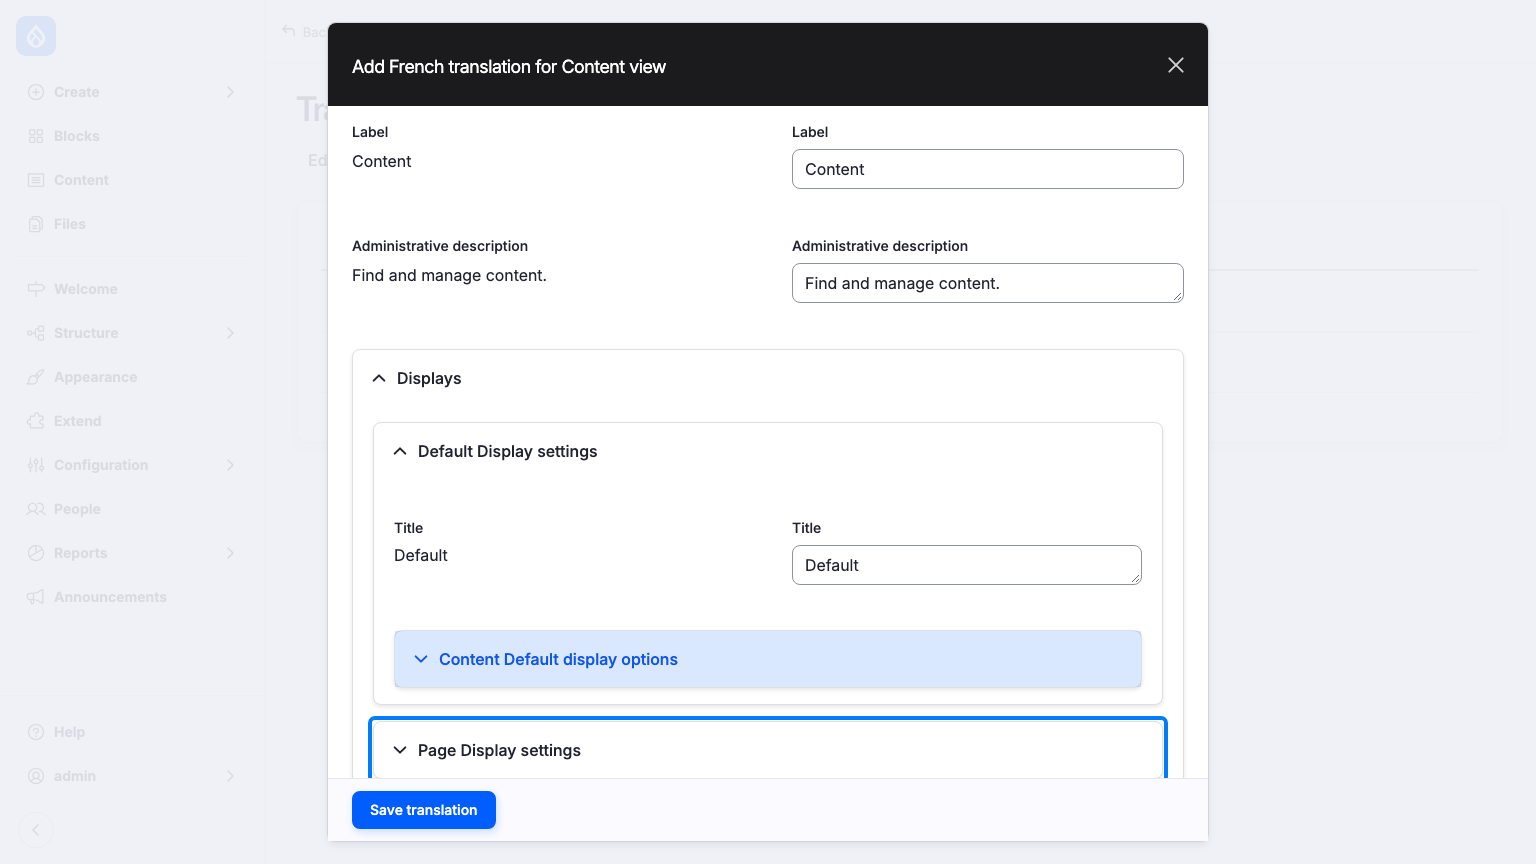 Add French translation for Content view
Label
Content
Label
Content
Administrative description
Find and manage content.
Administrative description
Find and manage content.
Displays
Default Display settings
Title
Default
Title
Default
Content Default display options
Page Display settings
Save translation
Create
Blocks
Content
Files
Welcome
Structure
Appearance
Extend
Configuration
People
Reports
Announcements
Help
admin